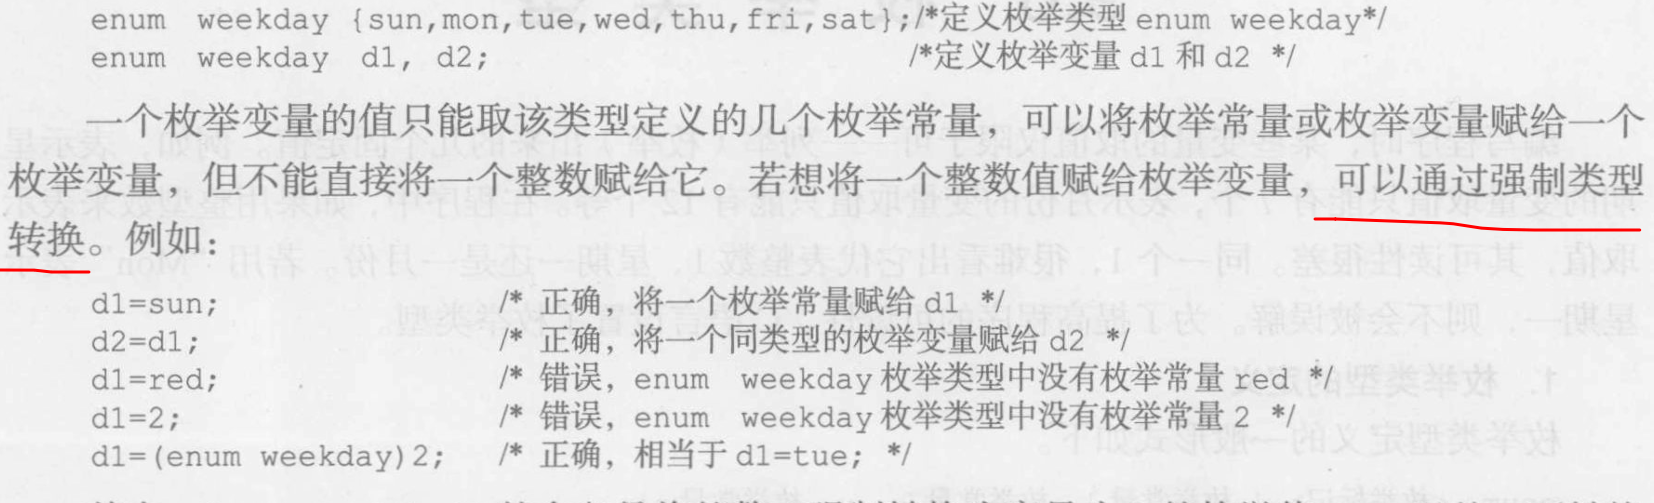 enum weekday {sun,mon,tue,wed,thu,fri,sat};/*定义枚举类型 enum weekday*/
enum weekday d1, d2; /*定义枚举变量 d1 和 d2 */
一个枚举变量的值只能取该类型定义的几个枚举常量，可以将枚举常量或枚举变量赋给一个
枚举变量，但不能直接将一个整数赋给它。若想将一个整数值赋给枚举变量，可以通过强制类型
转换。例如：
d1=sun; /* 正确，将一个枚举常量赋给 d1 */
d2=d1; /* 正确，将一个同类型的枚举变量赋给 d2 */
d1=red; /* 错误，enum weekday 枚举类型中没有枚举常量 red */
d1=2; /* 错误，enum weekday 枚举类型中没有枚举常量 2 */
d1=(enum weekday)2; /* 正确，相当于 d1=tue; */